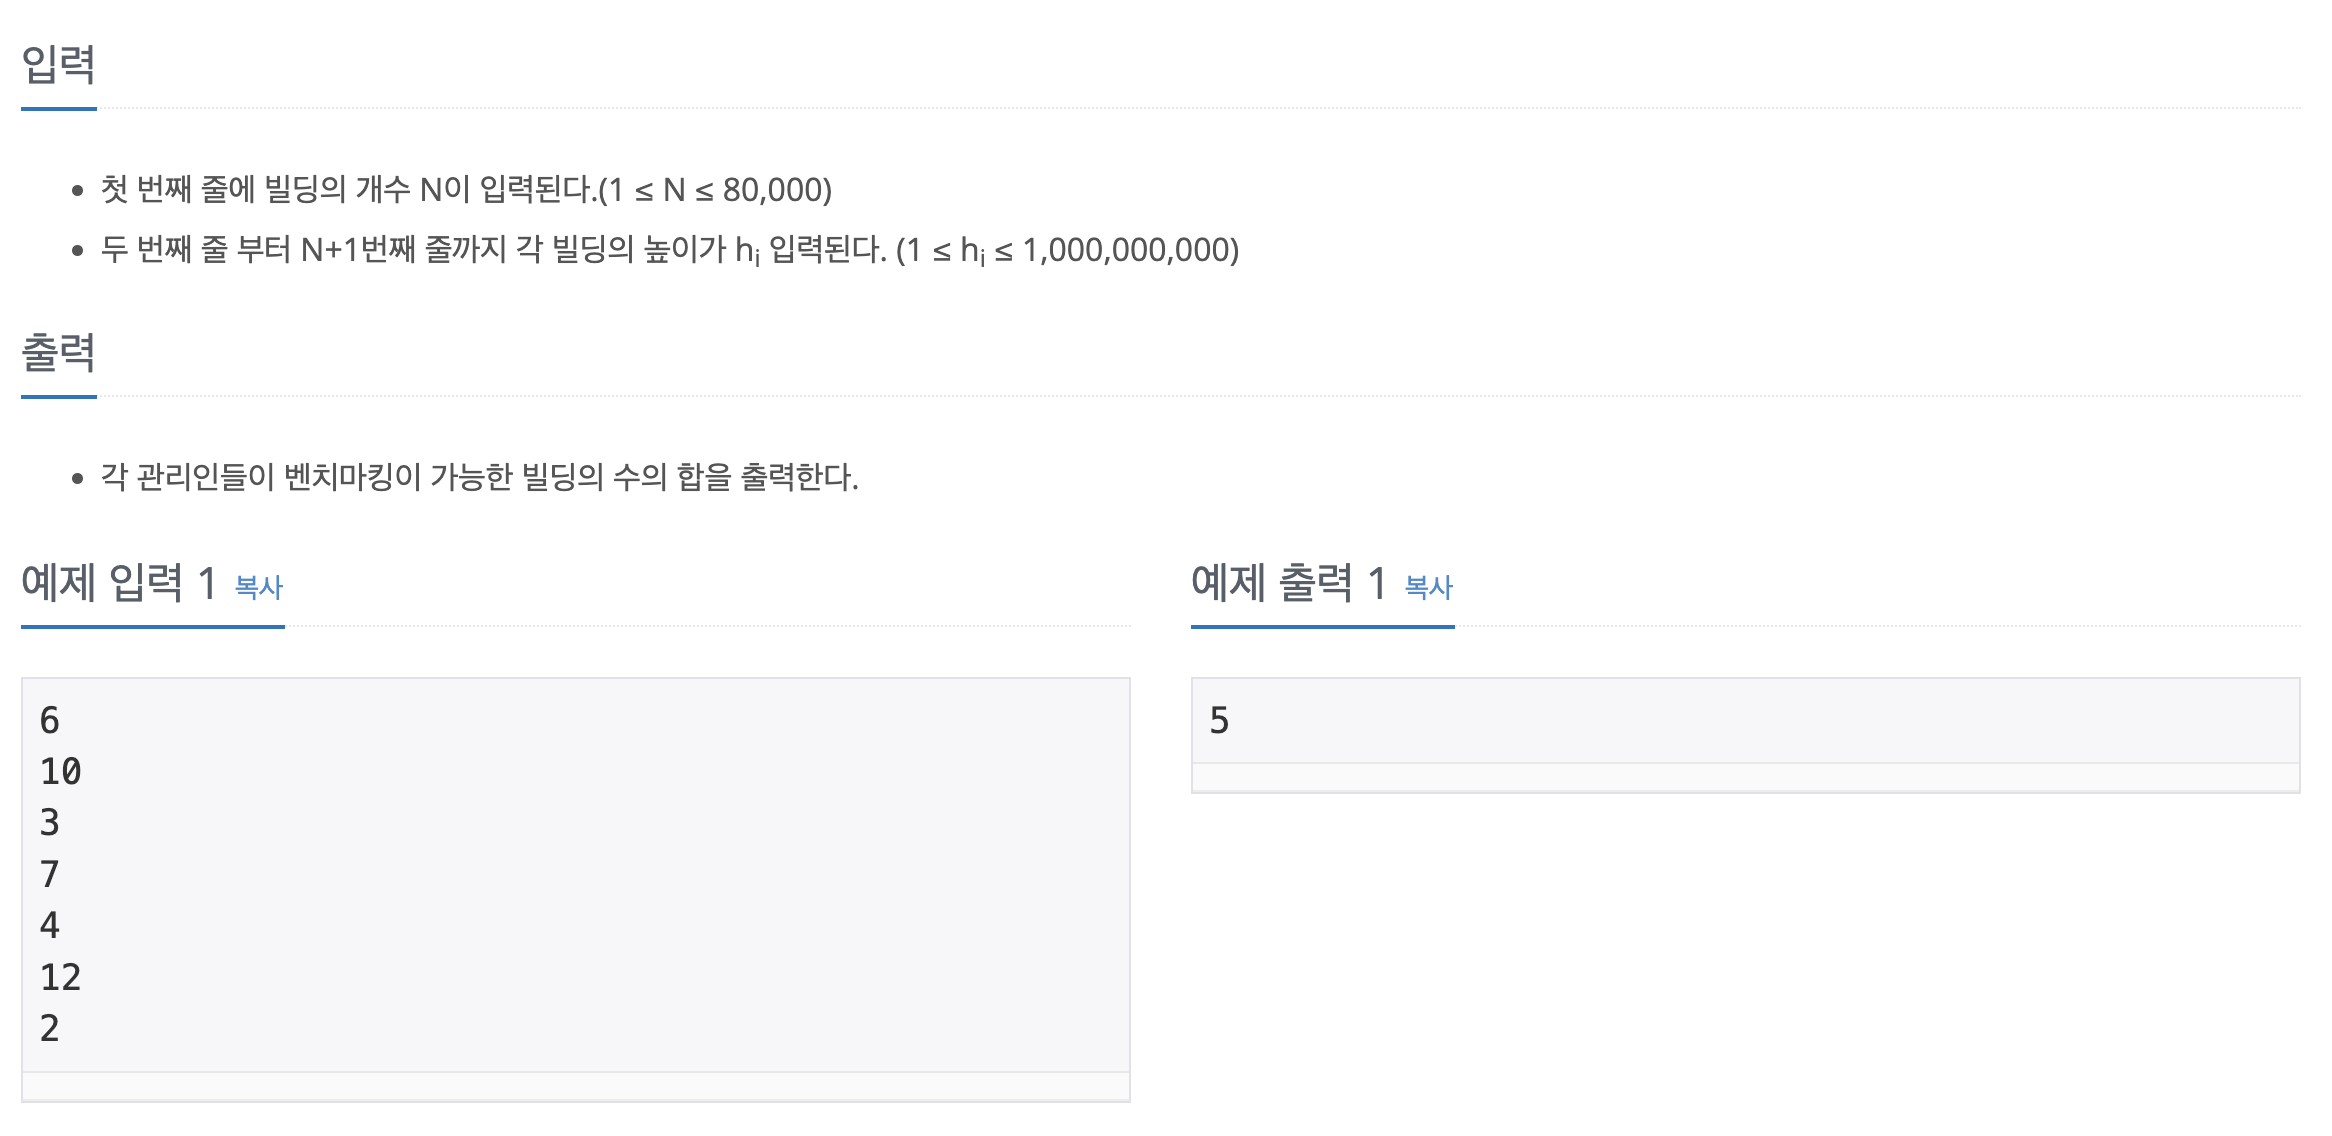 입력
첫 번째 줄에 빌딩의 개수 N이 입력된다.(1 ≤ N ≤ 80,000)
두 번째 줄 부터 N+1번째 줄까지 각 빌딩의 높이가 hi 입력된다. (1 ≤ hi ≤ 1,000,000,000)
출력
각 관리인들이 벤치마킹이 가능한 빌딩의 수의 합을 출력한다.
예제 입력 1 복사
6
10
3
7
4
12
2
예제 출력 1 복사
5